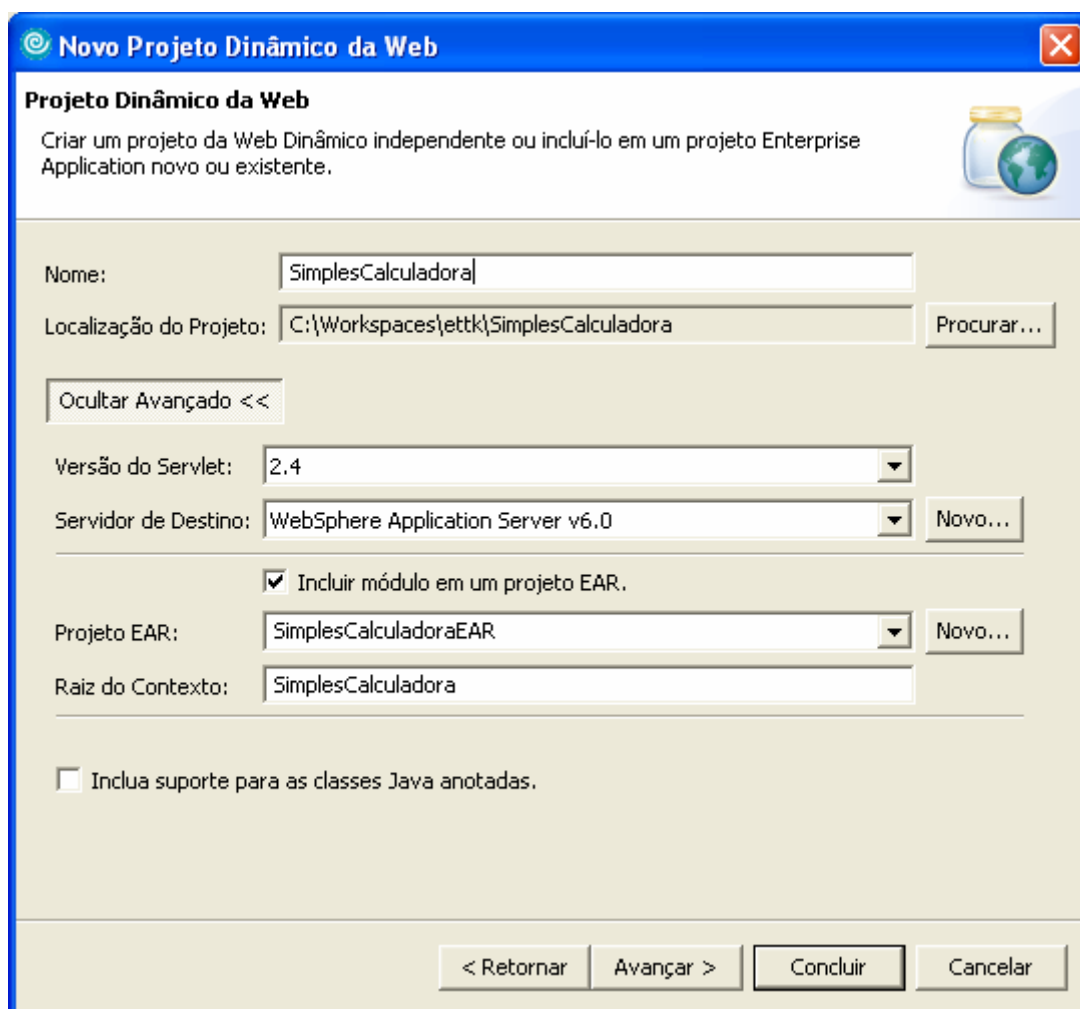 Novo Projeto Dinâmico da Web
Projeto Dinâmico da Web
Criar um projeto da Web Dinâmico independente ou incluí-lo em um projeto Enterprise
Application novo ou existente.
Nome: SimplesCalculadora
Localização do Projeto: C:\Workspaces\ettk\SimplesCalculadora Procurar...
Ocultar Avançado <<
Versão do Servlet: 2.4
Servidor de Destino: WebSphere Application Server v6.0 Novo...
Incluir módulo em um projeto EAR.
Projeto EAR: SimplesCalculadoraEAR Novo...
Raiz do Contexto: SimplesCalculadora
Inclua suporte para as classes Java anotadas.
< Retornar Avançar > Concluir Cancelar